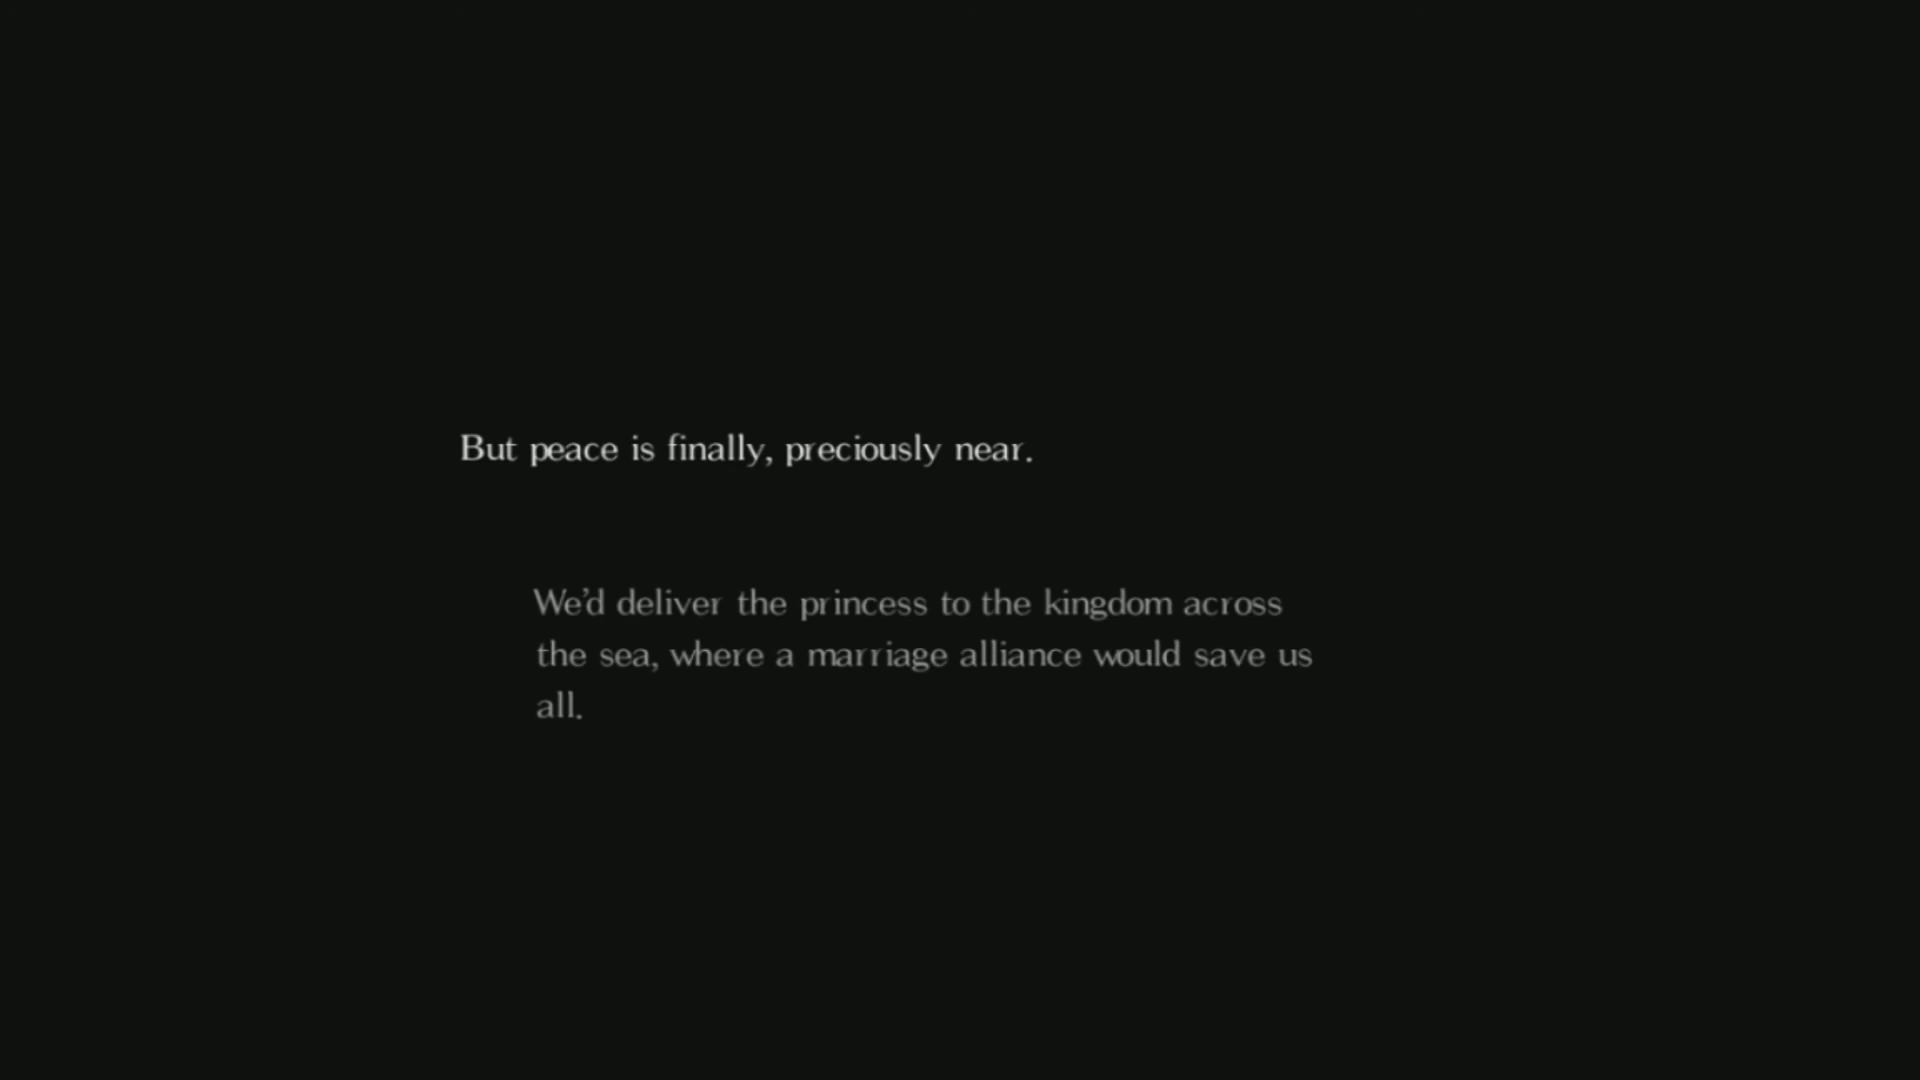 But peace is finally, preciously near.
We’d deliver the princess to the kingdom across
the sea, where a marriage alliance would save us
all.